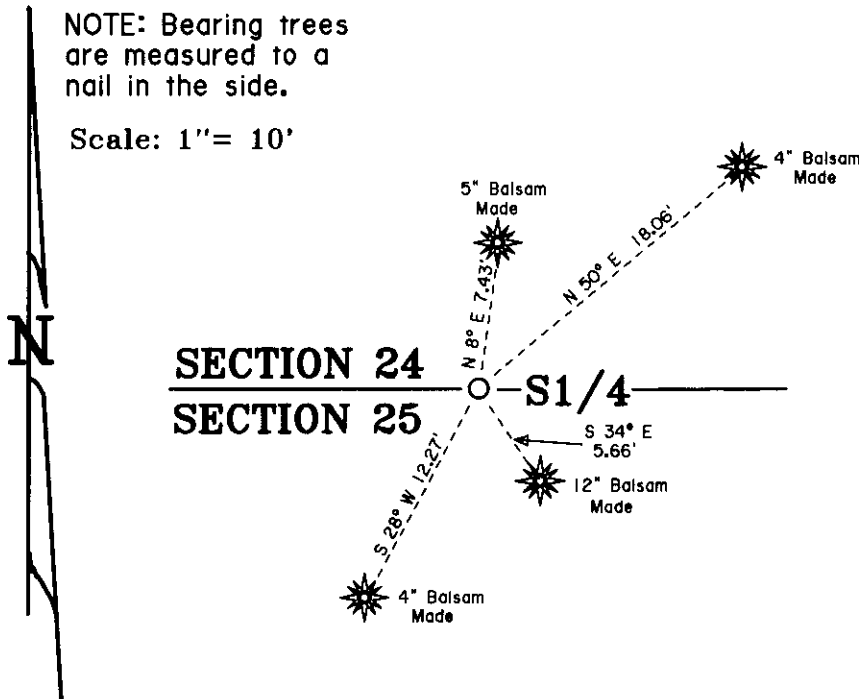 NOTE: Bearing trees
are measured to a
nail in the side.
Scale: 1"= 10'
4" Balsam
Made
5" Balsam
Made
N 50° E 18.06'
N 8° E 7.43'
N
SECTION 24
S1/4
SECTION 25
S 34° E
5.66'
S 28° W 12.27'
12" Balsam
Made
4" Balsam
Made